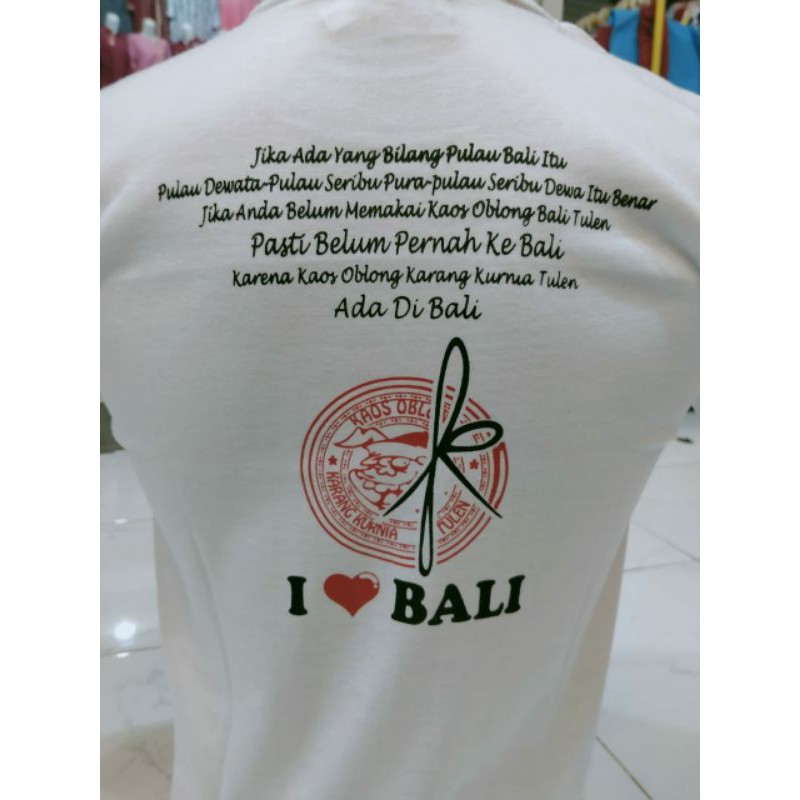 Jika Ada Yang Bilang Pulau Bali Itu
Pulau Dewata-Pulau Seribu Pura-pulau Seribu Dewa Itu Benar
Jika Anda Belum Memakai Kaos Oblong Bali Tulen
Pasti Belum Pernah Ke Bali
Karena Kaos Oblong Karang Kurnia Tulen
Ada Di Bali
KAOS
KARANG KURNIA
TULEN
I ❤ BALI